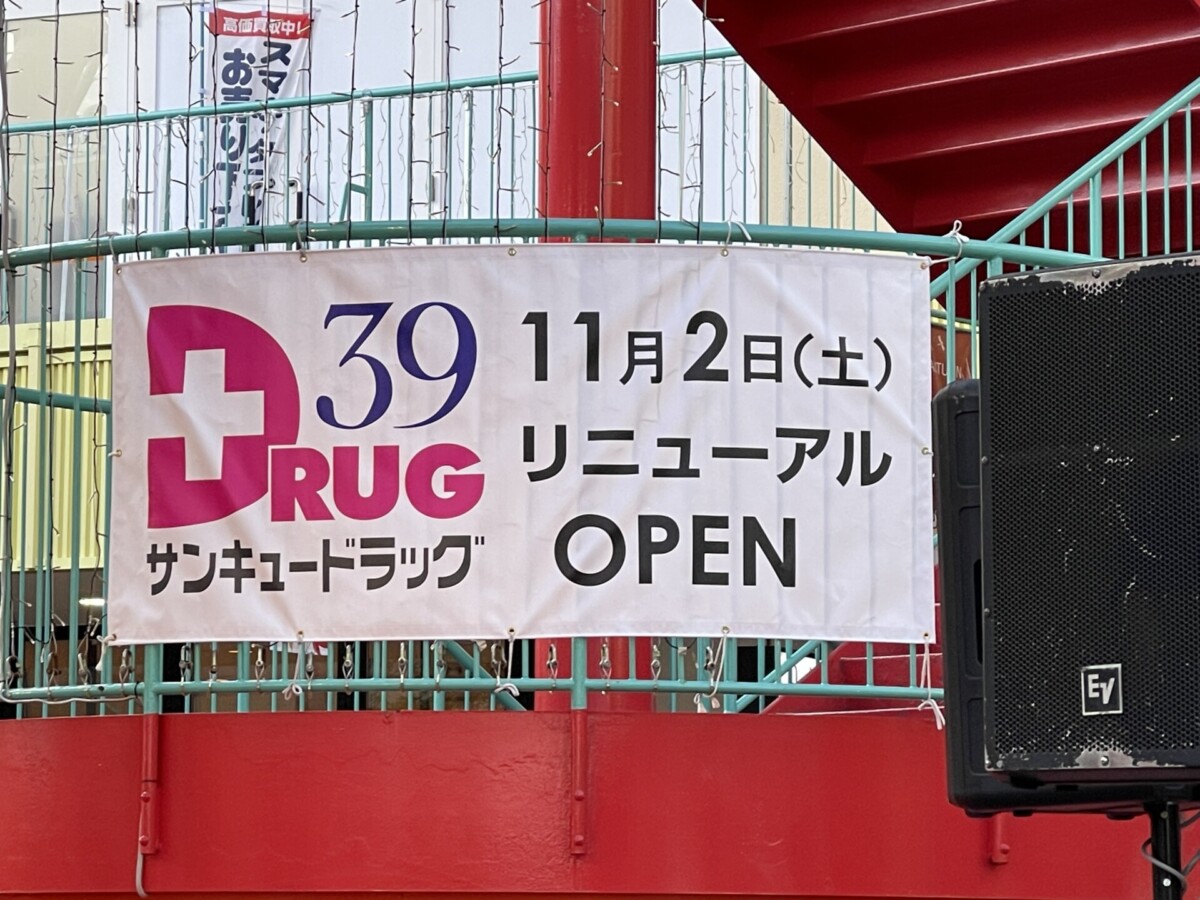 高価買取中!
39
DRUG
サンキュードラッグ
11月2日(土)
リニューアル
OPEN
EV